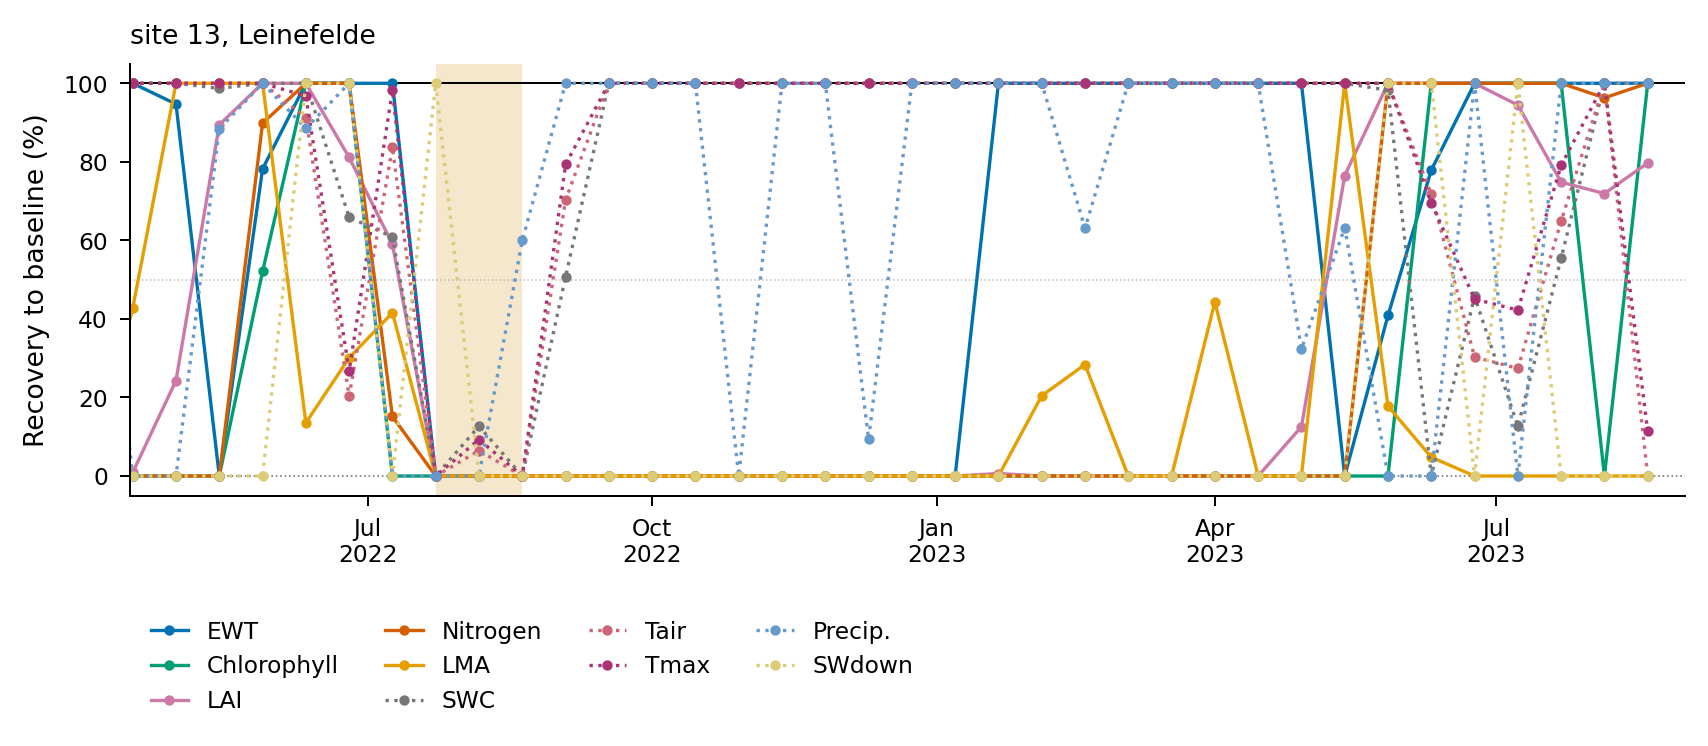 site 13, Leinefelde
Recovery to baseline (%)
100
80
60
40
20
0
Jul
2022
Oct
2022
Jan
2023
Apr
2023
Jul
2023
EWT
Chlorophyll
LAI
Nitrogen
LMA
SWC
Tair
Tmax
Precip.
SWdown